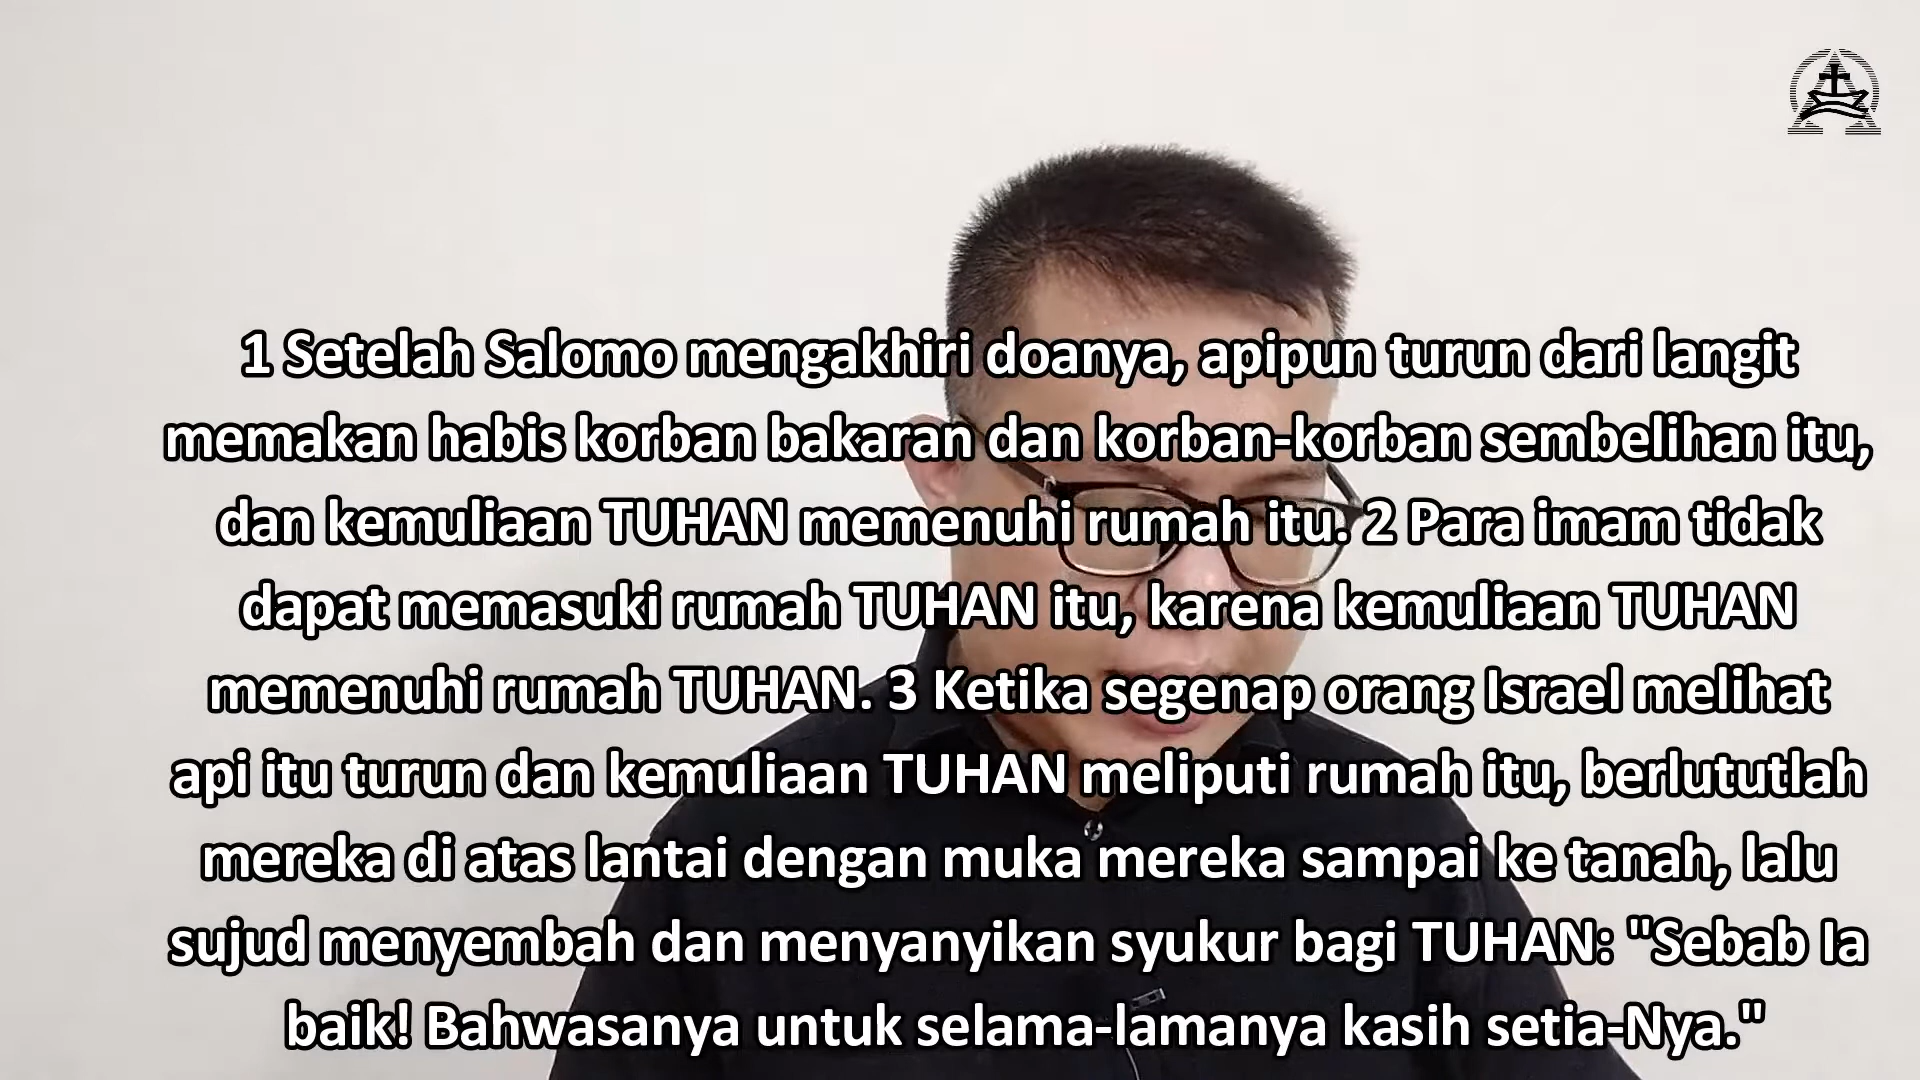 1 Setelah Salomo mengakhiri doanya, apipun turun dari langit
memakan habis korban bakaran dan korban-korban sembelihan itu,
dan kemuliaan TUHAN memenuhi rumah itu. 2 Para imam tidak
dapat memasuki rumah TUHAN itu, karena kemuliaan TUHAN
memenuhi rumah TUHAN. 3 Ketika segenap orang Israel melihat
api itu turun dan kemuliaan TUHAN meliputi rumah itu, berlututlah
mereka di atas lantai dengan muka mereka sampai ke tanah, lalu
sujud menyembah dan menyanyikan syukur bagi TUHAN: "Sebab Ia
baik! Bahwasanya untuk selama-lamanya kasih setia-Nya."